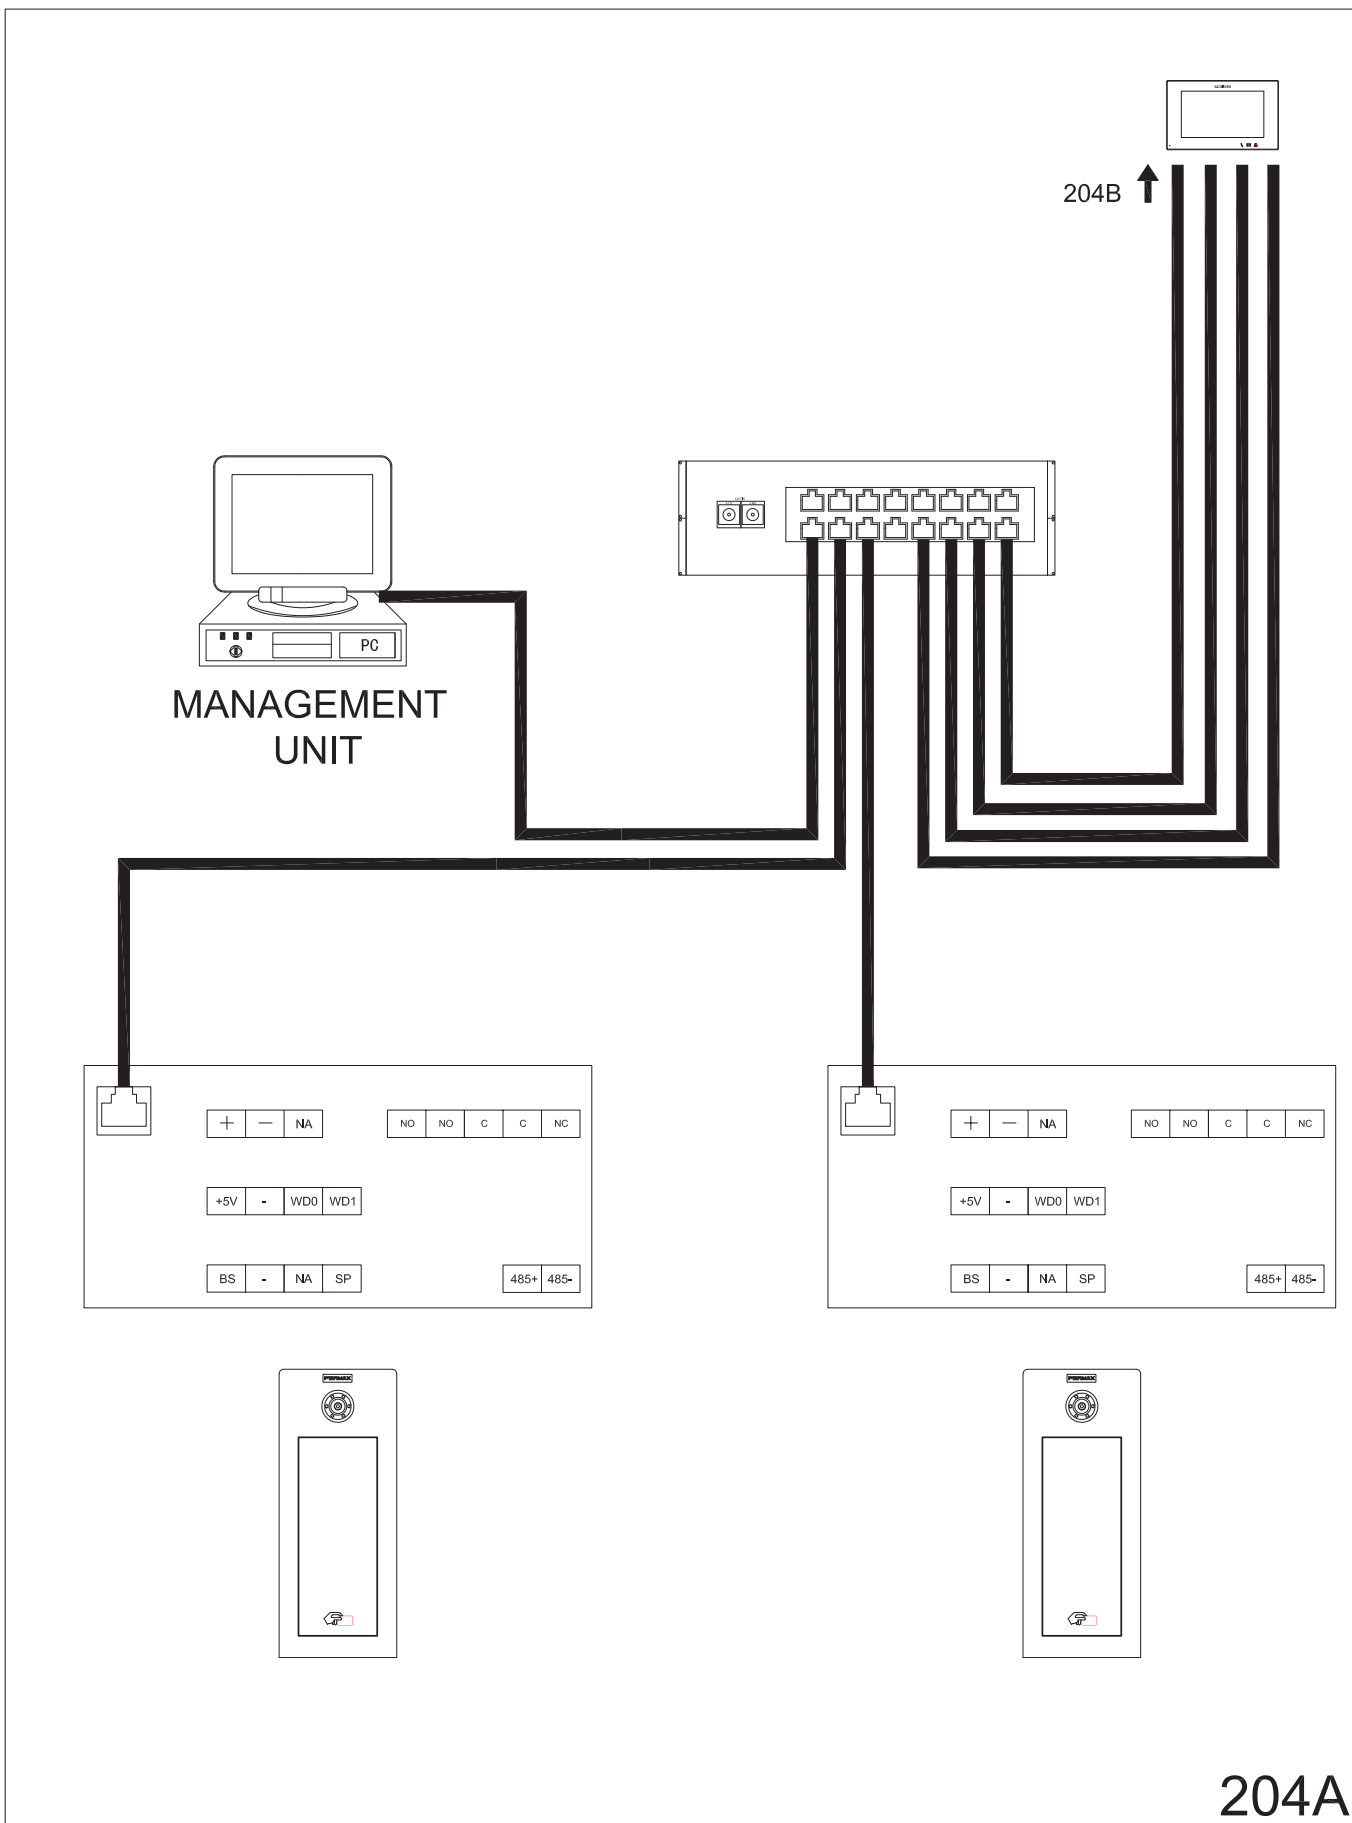 204B
PC
MANAGEMENT
UNIT
+ — NA NO NO C C NC
+5V - WD0 WD1
BS - NA SP 485+ 485-
+ — NA NO NO C C NC
+5V - WD0 WD1
BS - NA SP 485+ 485-
FERMAX
FERMAX
204A